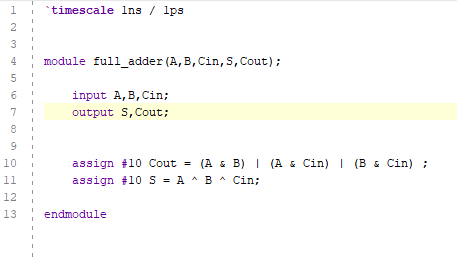 1 `timescale 1ns / 1ps
2
3
4 module full_adder(A,B,Cin,S,Cout);
5
6 input A,B,Cin;
7 output S,Cout;
8
9
10 assign #10 Cout = (A & B) | (A & Cin) | (B & Cin) ;
11 assign #10 S = A ^ B ^ Cin;
12
13 endmodule